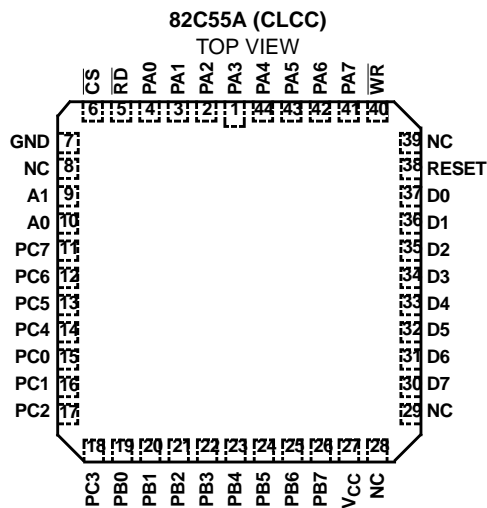 82C55A (CLCC)
TOP VIEW
CS RD PA0 PA1 PA2 PA3 PA4 PA5 PA6 PA7 WR
6 5 4 3 2 1 44 43 42 41 40
GND 7
NC 8
A1 9
A0 10
PC7 11
PC6 12
PC5 13
PC4 14
PC0 15
PC1 16
PC2 17
39 NC
38 RESET
37 D0
36 D1
35 D2
34 D3
33 D4
32 D5
31 D6
30 D7
29 NC
18 19 20 21 22 23 24 25 26 27 28
PC3 PB0 PB1 PB2 PB3 PB4 PB5 PB6 PB7 VCC NC